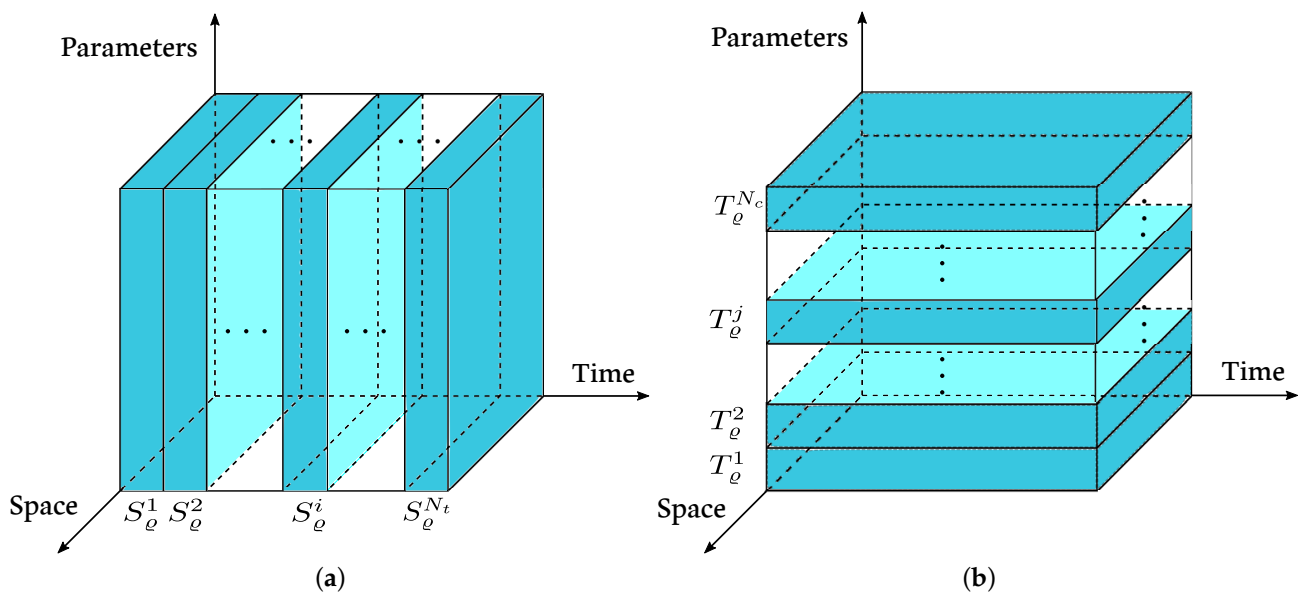 Parameters
Time
Space
S_ϱ^1 S_ϱ^2 S_ϱ^i S_ϱ^{N_t}
(a)
Parameters
T_ϱ^{N_c}
T_ϱ^j
Time
T_ϱ^2
T_ϱ^1
Space
(b)